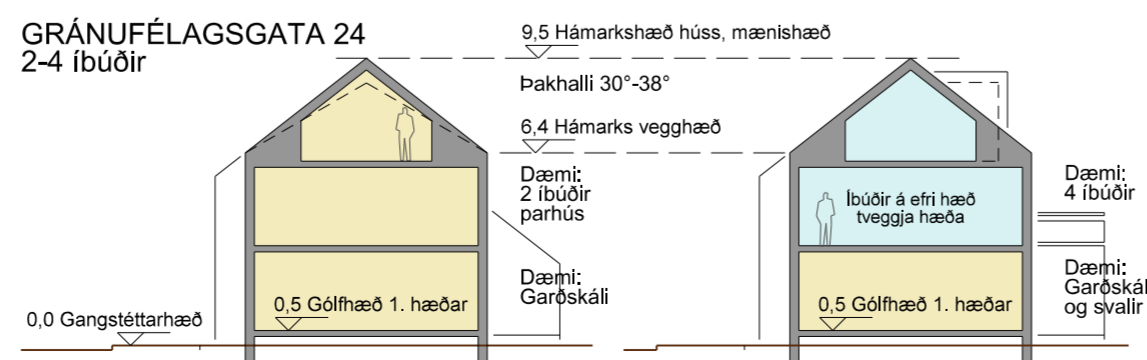 GRÁNUFÉLAGSGATA 24
2-4 íbúðir
9,5 Hámarkshæð húss, mænishæð
Þakhalli 30°-38°
6,4 Hámarks vegghæð
Dæmi:
2 íbúðir
parhús
Dæmi:
Garðskáli
0,5 Gólfhæð 1. hæðar
0,0 Gangstéttarhæð
Íbúðir á efri hæð
tveggja hæða
Dæmi:
4 íbúðir
Dæmi:
Garðskáli
og svalir
0,5 Gólfhæð 1. hæðar